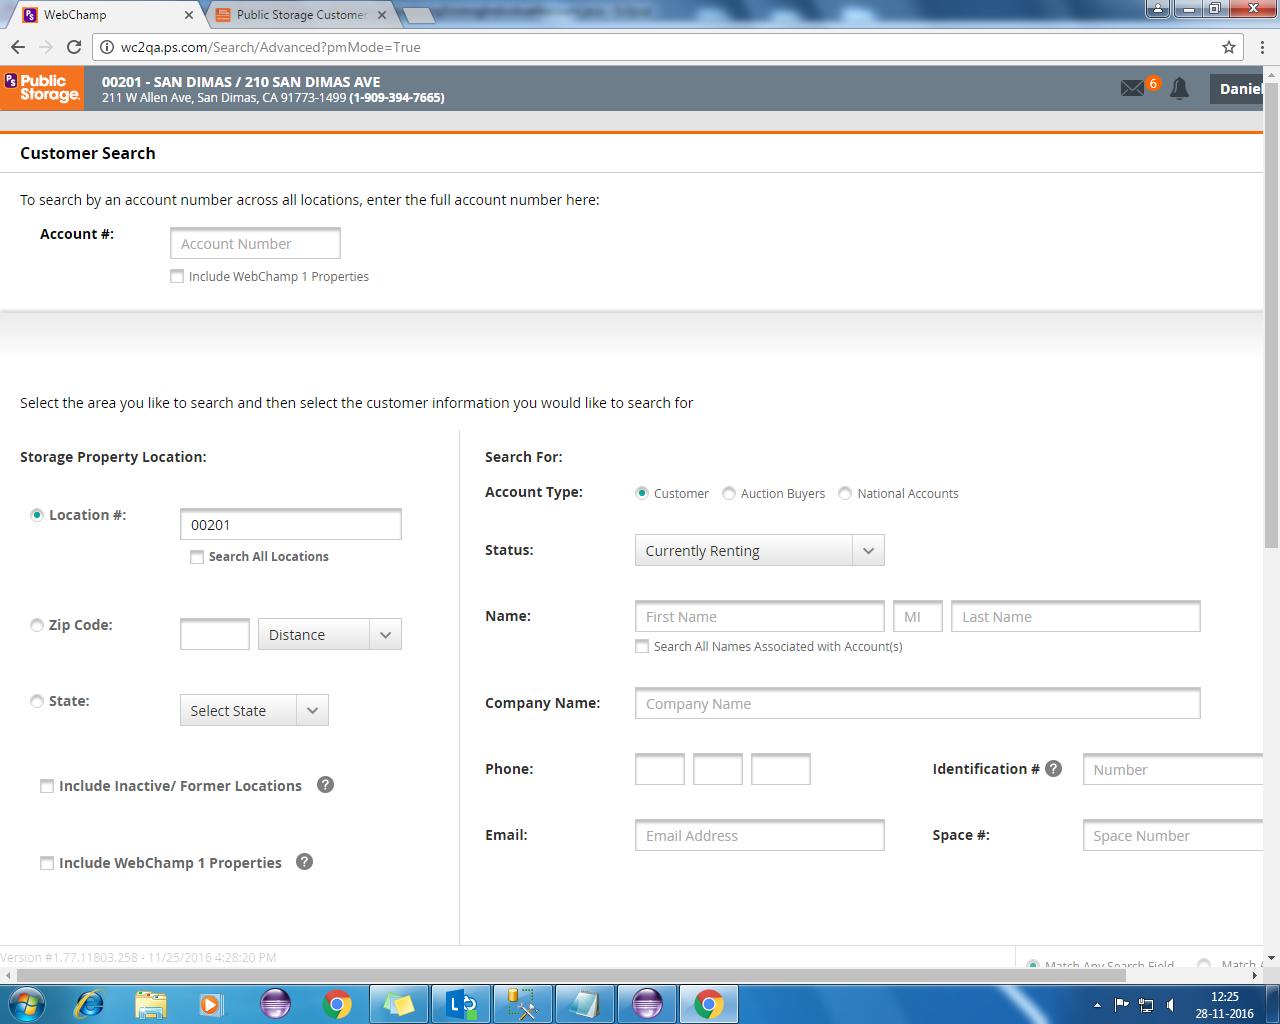 WebChamp
Public Storage Customer
wc2qa.ps.com/Search/Advanced?pmMode=True
PS Public Storage.
00201 - SAN DIMAS / 210 SAN DIMAS AVE
211 W Allen Ave, San Dimas, CA 91773-1499 (1-909-394-7665)
6
Daniel
Customer Search
To search by an account number across all locations, enter the full account number here:
Account #:
Account Number
Include WebChamp 1 Properties
Select the area you like to search and then select the customer information you would like to search for
Storage Property Location:
Location #:
00201
Search All Locations
Zip Code:
Distance
State:
Select State
Include Inactive/ Former Locations
?
Include WebChamp 1 Properties
?
Search For:
Account Type:
Customer
Auction Buyers
National Accounts
Status:
Currently Renting
Name:
First Name
MI
Last Name
Search All Names Associated with Account(s)
Company Name:
Company Name
Phone:
Identification #
?
Number
Email:
Email Address
Space #:
Space Number
Version #1.77.11803.258 - 11/25/2016 4:28:20 PM
Match Any Search Field
Match
12:25
28-11-2016